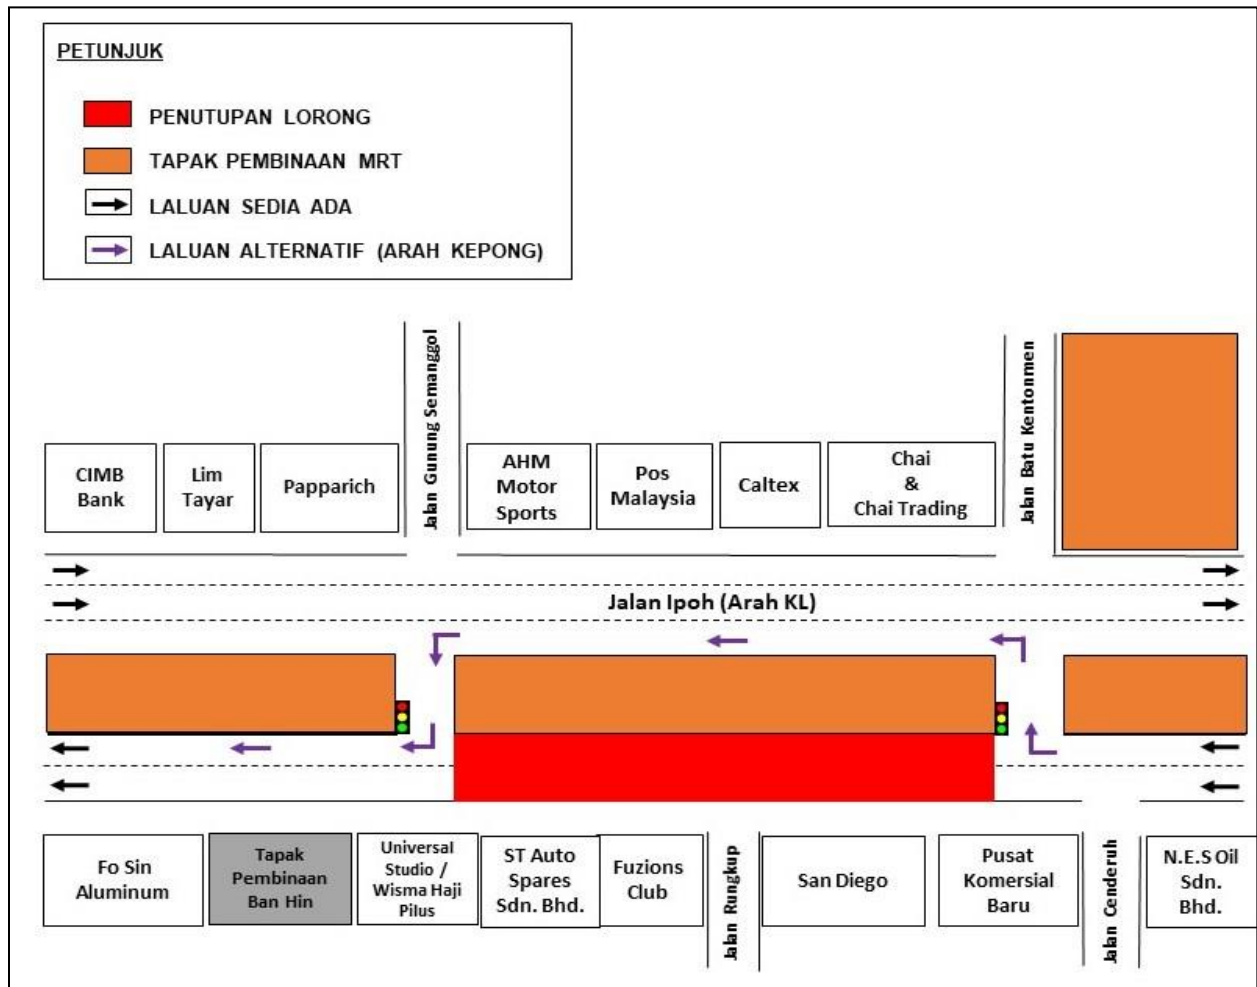 PETUNJUK
PENUTUPAN LORONG
TAPAK PEMBINAAN MRT
LALUAN SEDIA ADA
LALUAN ALTERNATIF (ARAH KEPONG)
Jalan Gunung Semanggol
Jalan Batu Kentonmen
CIMB
Bank
Lim
Tayar
Papparich
AHM
Motor
Sports
Pos
Malaysia
Caltex
Chai
&
Chai Trading
Jalan Ipoh (Arah KL)
Fo Sin
Aluminum
Tapak
Pembinaan
Ban Hin
Universal
Studio /
Wisma Haji
Pilus
ST Auto
Spares
Sdn. Bhd.
Fuzions
Club
Jalan Rungkup
San Diego
Pusat
Komersial
Baru
Jalan Cenderuh
N.E.S Oil
Sdn.
Bhd.